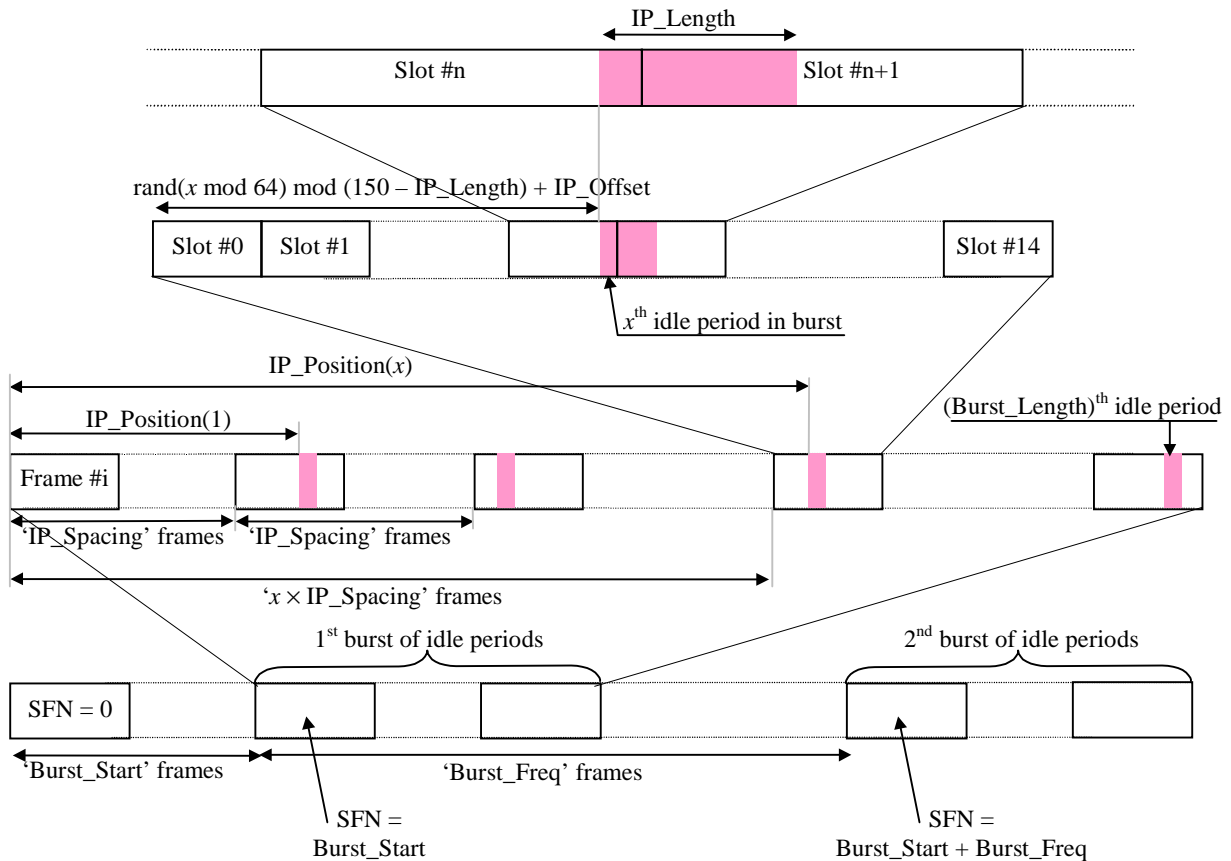 IP_Length
Slot #n
Slot #n+1
rand(x mod 64) mod (150 – IP_Length) + IP_Offset
Slot #0
Slot #1
Slot #14
xth idle period in burst
IP_Position(x)
(Burst_Length)th idle period
IP_Position(1)
Frame #i
‘IP_Spacing’ frames
‘IP_Spacing’ frames
‘x × IP_Spacing’ frames
1st burst of idle periods
2nd burst of idle periods
SFN = 0
‘Burst_Start’ frames
‘Burst_Freq’ frames
SFN =
Burst_Start
SFN =
Burst_Start + Burst_Freq